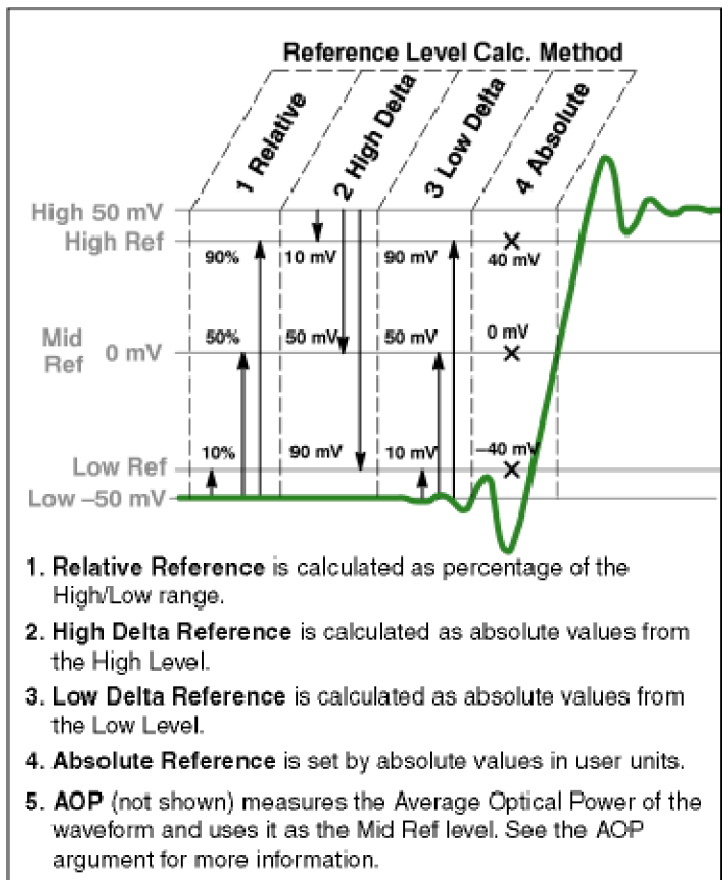 Reference Level Calc. Method
1 Relative
2 High Delta
3 Low Delta
4 Absolute
High 50 mV
High Ref
90%
10 mV
90 mV
40 mV
Mid
Ref
0 mV
50%
50 mV
50 mV
0 mV
10%
90 mV
10 mV
–40 mV
Low Ref
Low –50 mV
1. Relative Reference is calculated as percentage of the
High/Low range.
2. High Delta Reference is calculated as absolute values from
the High Level.
3. Low Delta Reference is calculated as absolute values from
the Low Level.
4. Absolute Reference is set by absolute values in user units.
5. AOP (not shown) measures the Average Optical Power of the
waveform and uses it as the Mid Ref level. See the AOP
argument for more information.